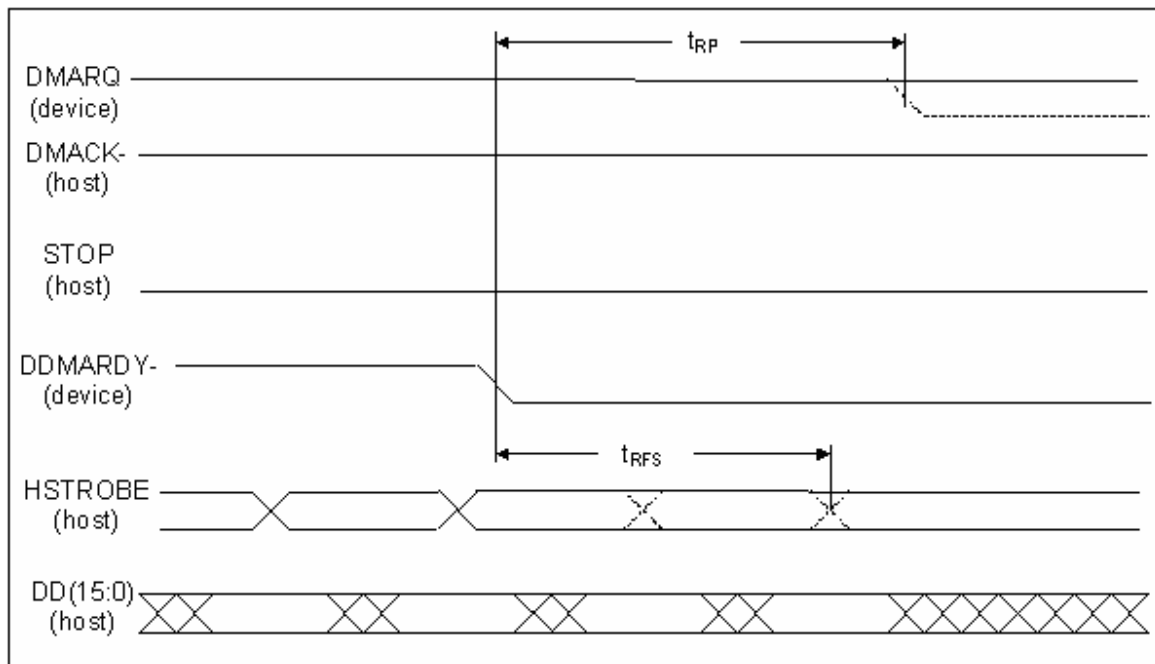 tRP
DMARQ
(device)
DMACK-
(host)
STOP
(host)
DDMARDY-
(device)
tRFS
HSTROBE
(host)
DD(15:0)
(host)